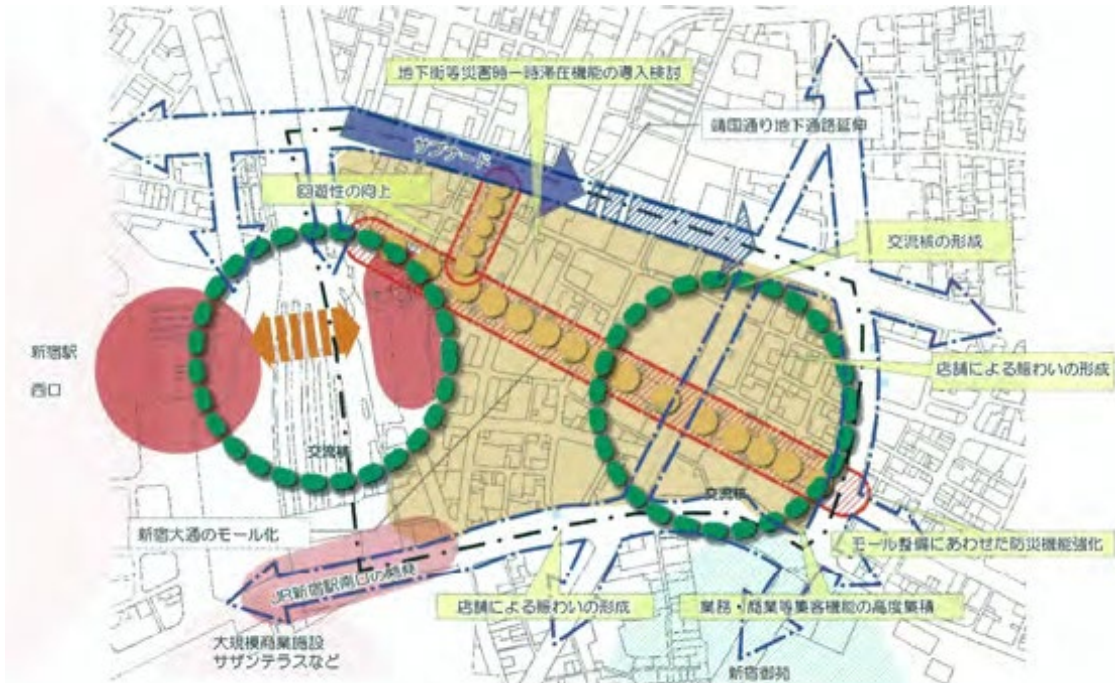 地下街等災害時一時滞在機能の導入検討
靖国通り地下通路延伸
サブナード
回遊性の向上
交流核の形成
新宿駅
西口
店舗による賑わいの形成
交流核
交流核
新宿大通のモール化
モール整備にあわせた防災機能強化
JR新宿駅南口の開発
店舗による賑わいの形成
業務・商業等集客機能の高度集積
大規模商業施設
サザンテラスなど
新宿御苑